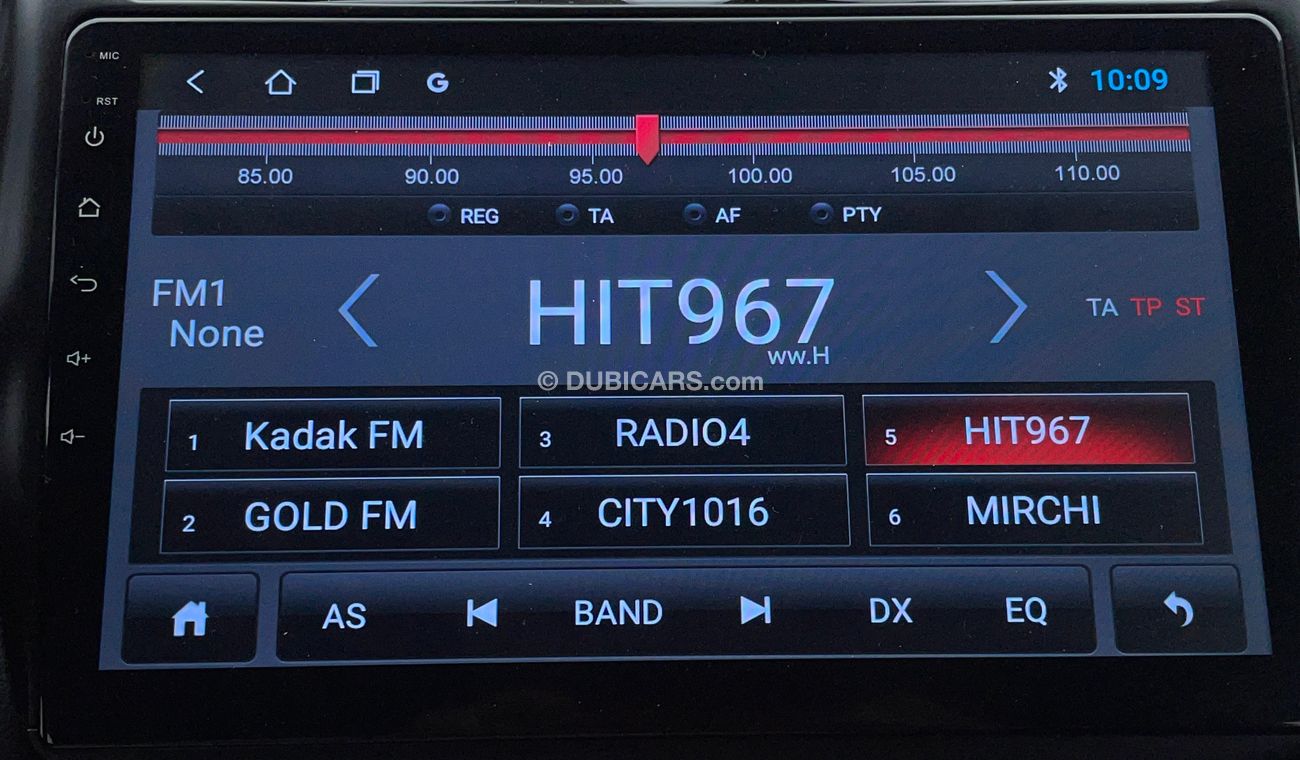 MIC
RST
G
10:09
85.00 90.00 95.00 100.00 105.00 110.00
REG TA AF PTY
FM1
None
HIT967
ww.H
TA TP ST
© DUBICARS.com
1 Kadak FM
3 RADIO4
5 HIT967
2 GOLD FM
4 CITY1016
6 MIRCHI
AS BAND DX EQ